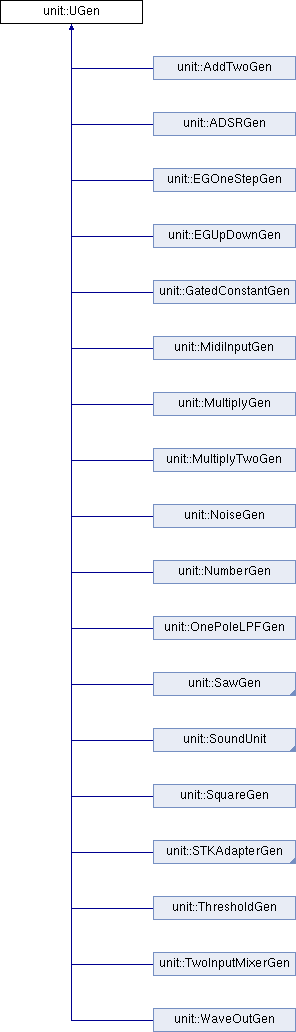 unit::UGen
unit::AddTwoGen
unit::ADSRGen
unit::EGOneStepGen
unit::EGUpDownGen
unit::GatedConstantGen
unit::MidiInputGen
unit::MultiplyGen
unit::MultiplyTwoGen
unit::NoiseGen
unit::NumberGen
unit::OnePoleLPFGen
unit::SawGen
unit::SoundUnit
unit::SquareGen
unit::STKAdapterGen
unit::ThresholdGen
unit::TwoInputMixerGen
unit::WaveOutGen